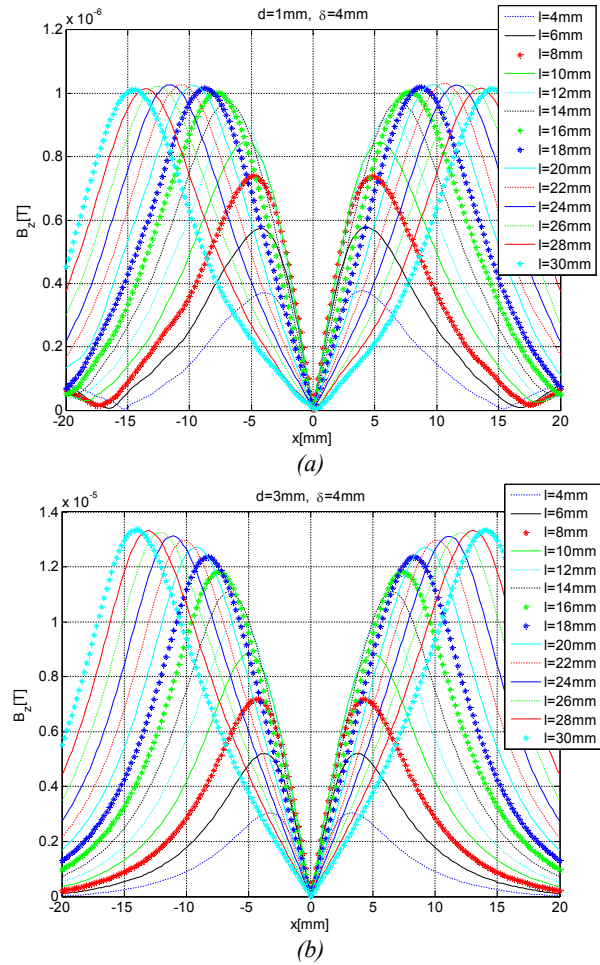 d=1mm, δ=4mm
x 10^-6
1.2
1
0.8
0.6
0.4
0.2
0
B_z[T]
-20 -15 -10 -5 0 5 10 15 20
x[mm]
l=4mm
l=6mm
l=8mm
l=10mm
l=12mm
l=14mm
l=16mm
l=18mm
l=20mm
l=22mm
l=24mm
l=26mm
l=28mm
l=30mm
(a)
d=3mm, δ=4mm
x 10^-5
1.4
1.2
1
0.8
0.6
0.4
0.2
0
B_z[T]
-20 -15 -10 -5 0 5 10 15 20
x[mm]
l=4mm
l=6mm
l=8mm
l=10mm
l=12mm
l=14mm
l=16mm
l=18mm
l=20mm
l=22mm
l=24mm
l=26mm
l=28mm
l=30mm
(b)